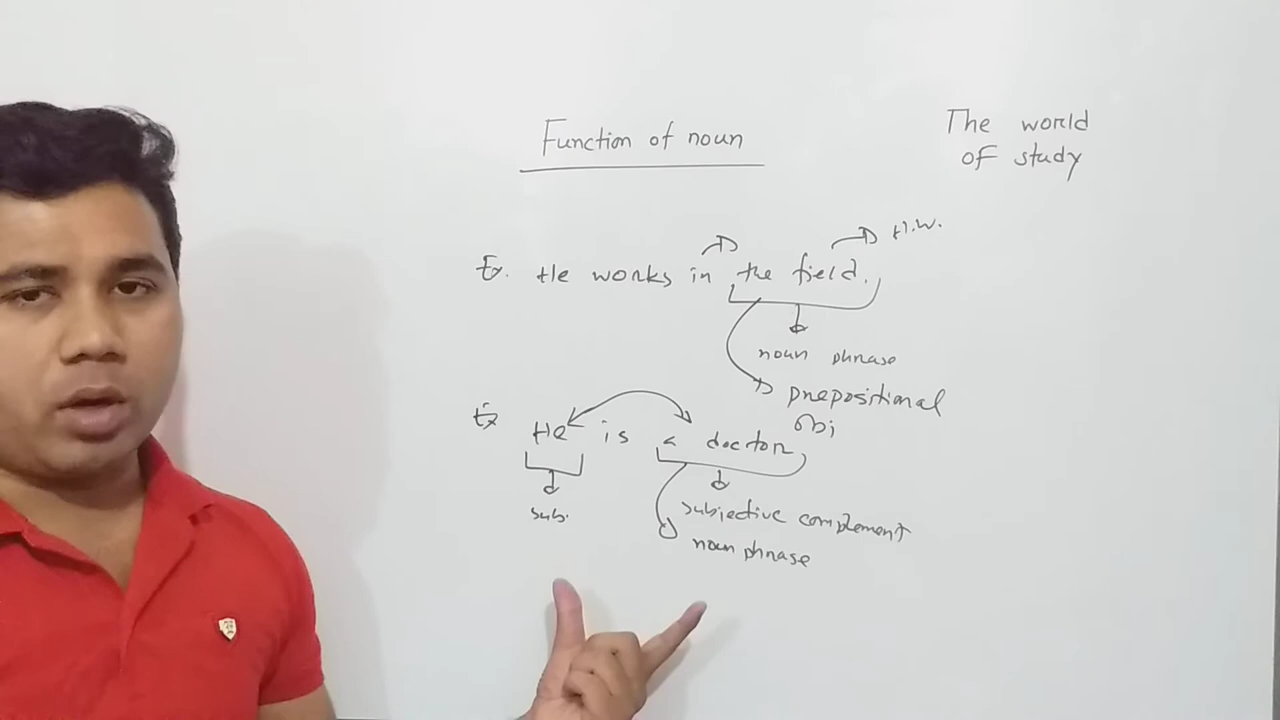 Function of noun
The world
of study
H.W.
Ex. He works in the field.
noun phrase
prepositional
obj
Ex He is a doctor
sub.
subjective complement
noun phrase